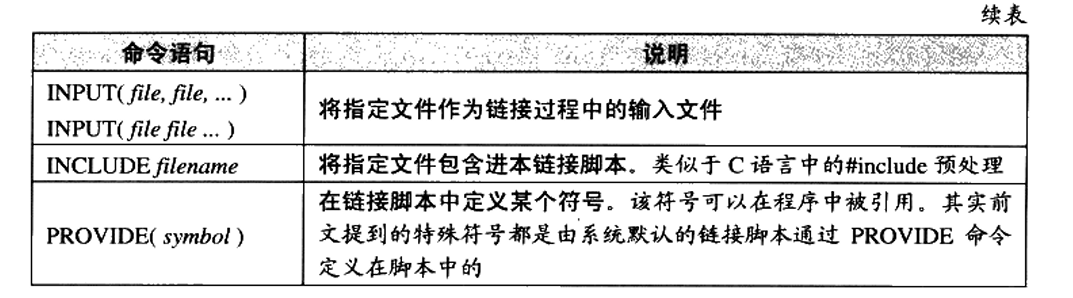 续表
命令语句 说明
INPUT( file, file, ... )
INPUT( file file ... )
将指定文件作为链接过程中的输入文件
INCLUDE filename
将指定文件包含进本链接脚本。类似于 C 语言中的#include 预处理
PROVIDE( symbol )
在链接脚本中定义某个符号。该符号可以在程序中被引用。其实前
文提到的特殊符号都是由系统默认的链接脚本通过 PROVIDE 命令
定义在脚本中的